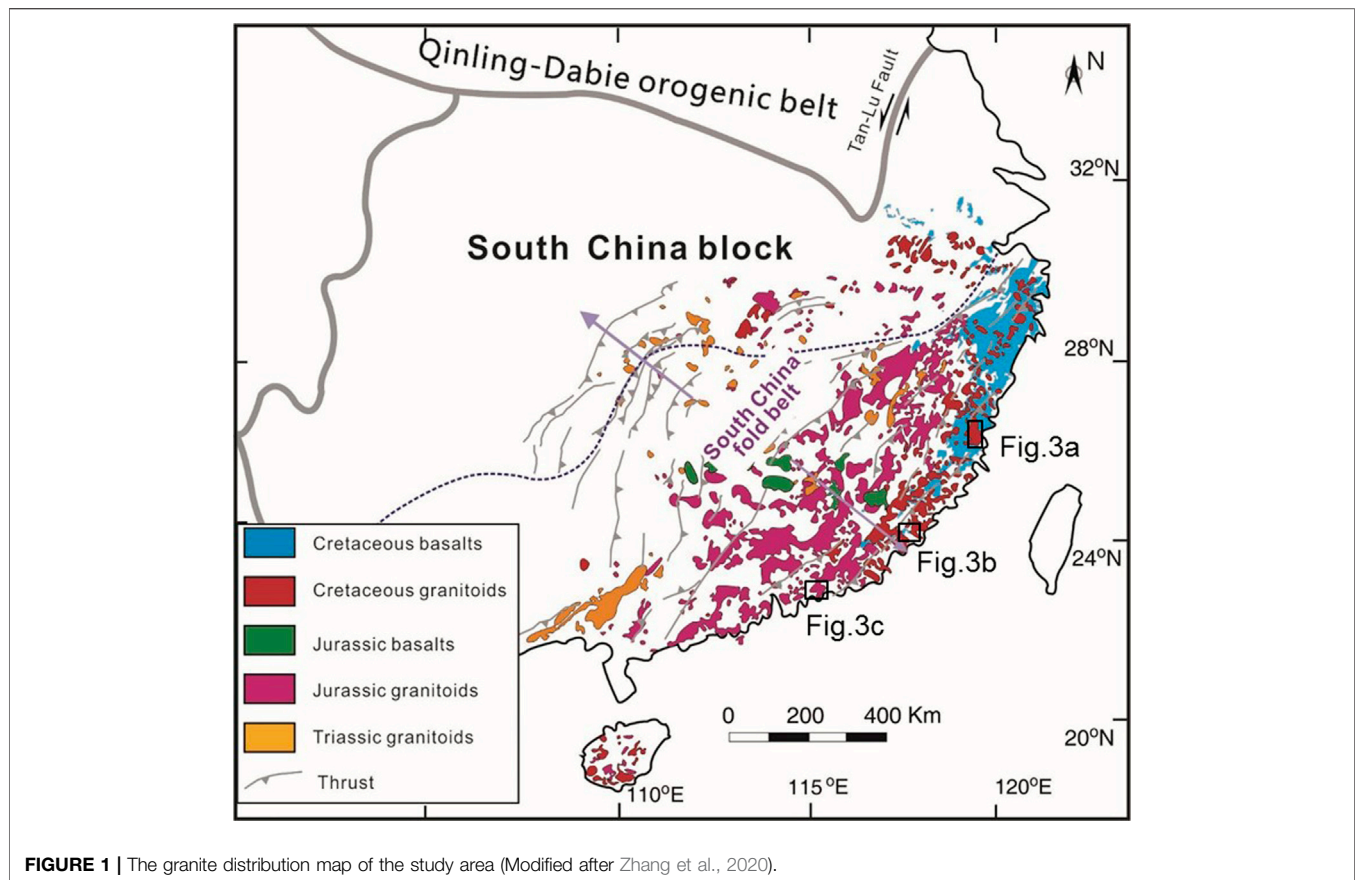 Qinling-Dabie orogenic belt
Tan-Lu Fault
N
32°N
South China block
28°N
South China
fold belt
Fig.3a
Fig.3b
24°N
Fig.3c
Cretaceous basalts
Cretaceous granitoids
Jurassic basalts
Jurassic granitoids
Triassic granitoids
Thrust
0 200 400 Km
20°N
110°E 115°E 120°E
FIGURE 1 | The granite distribution map of the study area (Modified after Zhang et al., 2020).